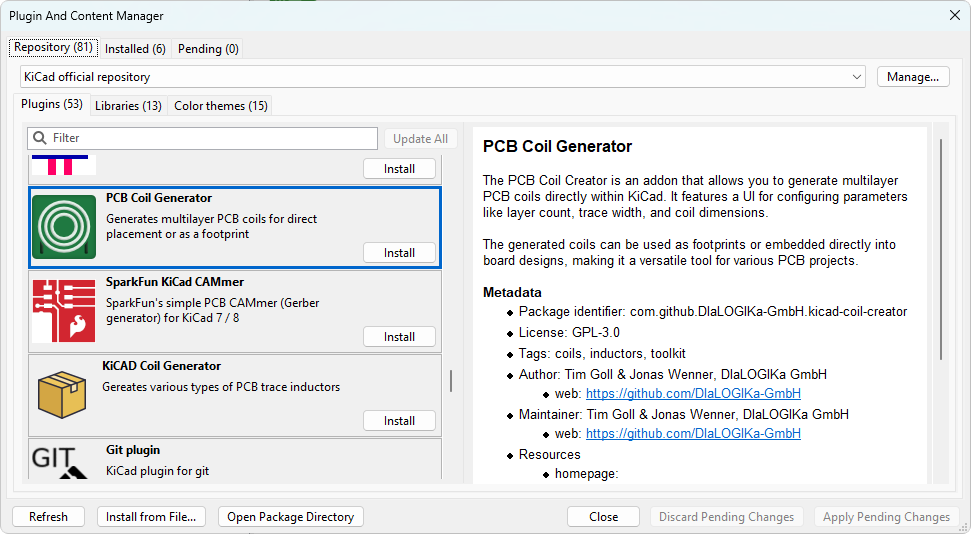 Plugin And Content Manager
Repository (81) Installed (6) Pending (0)
KiCad official repository
Manage...
Plugins (53) Libraries (13) Color themes (15)
Filter
Update All
Install
PCB Coil Generator
Generates multilayer PCB coils for direct
placement or as a footprint
Install
SparkFun KiCad CAMmer
SparkFun's simple PCB CAMmer (Gerber
generator) for KiCad 7 / 8
Install
KiCAD Coil Generator
Gereates various types of PCB trace inductors
Install
GIT
Git plugin
KiCad plugin for git
PCB Coil Generator
The PCB Coil Creator is an addon that allows you to generate multilayer
PCB coils directly within KiCad. It features a UI for configuring parameters
like layer count, trace width, and coil dimensions.
The generated coils can be used as footprints or embedded directly into
board designs, making it a versatile tool for various PCB projects.
Metadata
Package identifier: com.github.DIaLOGIKa-GmbH.kicad-coil-creator
License: GPL-3.0
Tags: coils, inductors, toolkit
Author: Tim Goll & Jonas Wenner, DIaLOGIKa GmbH
web: https://github.com/DIaLOGIKa-GmbH
Maintainer: Tim Goll & Jonas Wenner, DIaLOGIKa GmbH
web: https://github.com/DIaLOGIKa-GmbH
Resources
homepage:
Refresh
Install from File...
Open Package Directory
Close
Discard Pending Changes
Apply Pending Changes